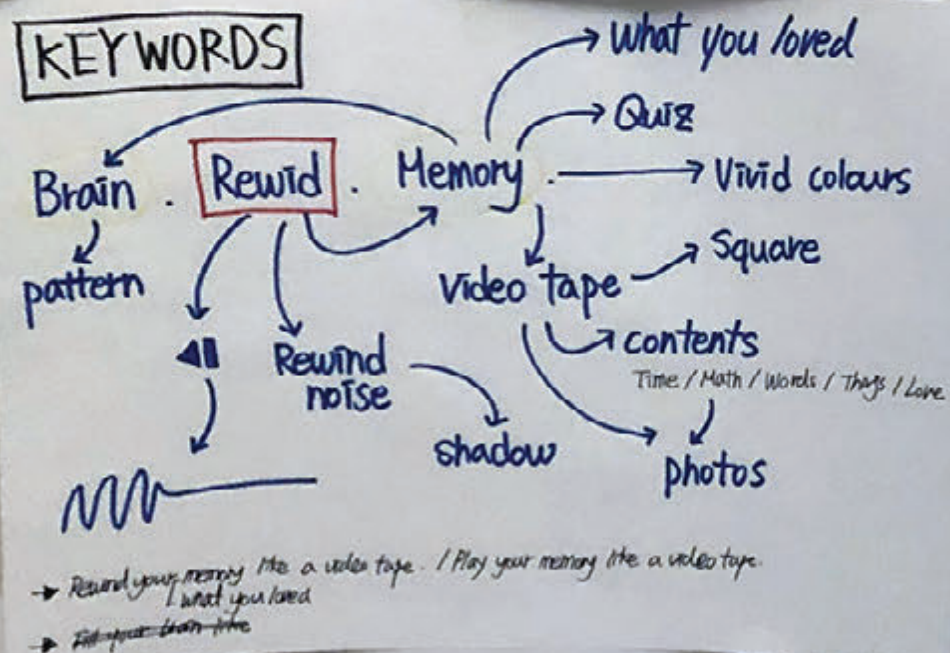 KEYWORDS
What you loved
Quiz
Brain . Rewid . Memory .
Vivid colours
pattern
Video tape
Square
contents
Time / Math / Words / Thigs / Love
Rewind
noise
shadow
photos
Rewind your memory like a video tape. / Play your memory like a video tape.
what you loved